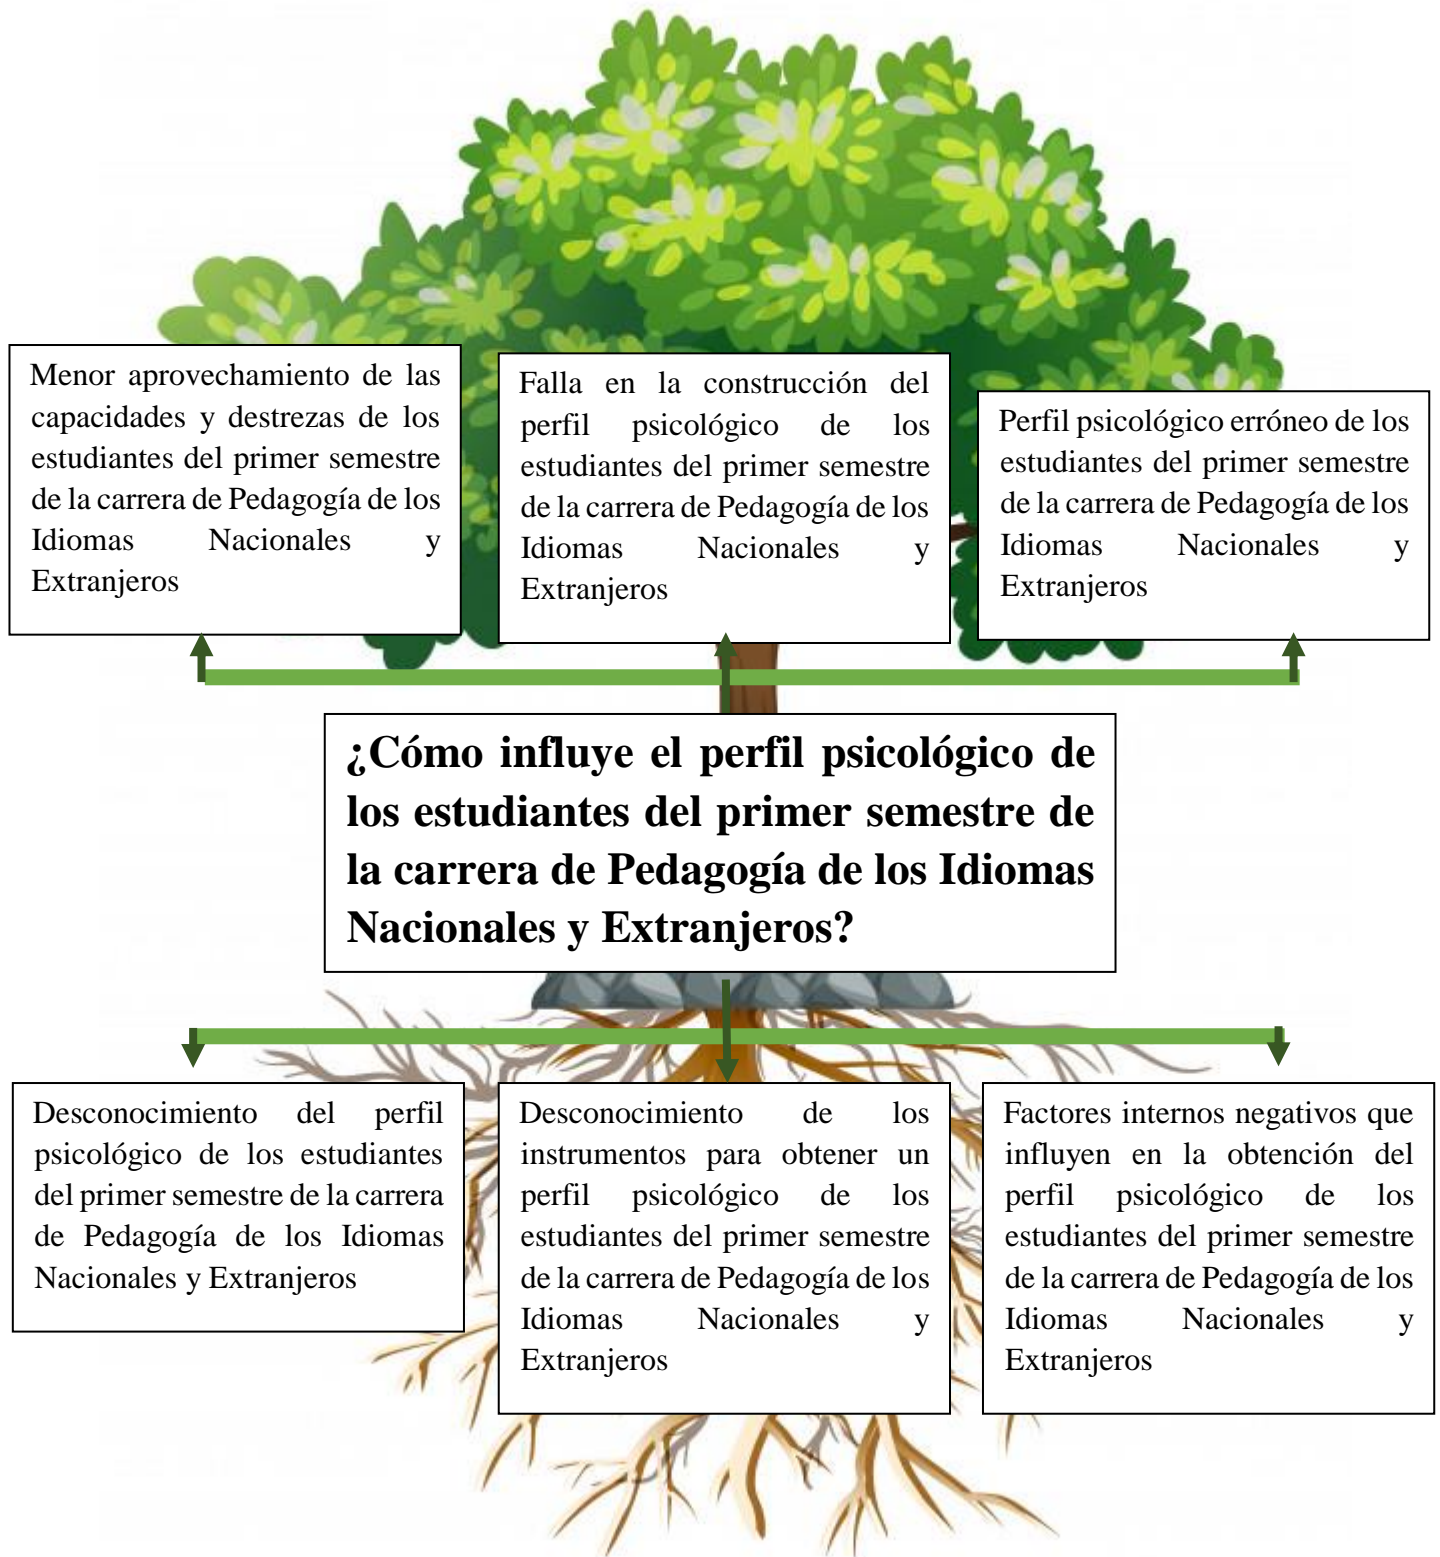 Menor aprovechamiento de las
capacidades y destrezas de los
estudiantes del primer semestre
de la carrera de Pedagogía de los
Idiomas Nacionales y
Extranjeros
Falla en la construcción del
perfil psicológico de los
estudiantes del primer semestre
de la carrera de Pedagogía de los
Idiomas Nacionales y
Extranjeros
Perfil psicológico erróneo de los
estudiantes del primer semestre
de la carrera de Pedagogía de los
Idiomas Nacionales y
Extranjeros
¿Cómo influye el perfil psicológico de
los estudiantes del primer semestre de
la carrera de Pedagogía de los Idiomas
Nacionales y Extranjeros?
Desconocimiento del perfil
psicológico de los estudiantes
del primer semestre de la carrera
de Pedagogía de los Idiomas
Nacionales y Extranjeros
Desconocimiento de los
instrumentos para obtener un
perfil psicológico de los
estudiantes del primer semestre
de la carrera de Pedagogía de los
Idiomas Nacionales y
Extranjeros
Factores internos negativos que
influyen en la obtención del
perfil psicológico de los
estudiantes del primer semestre
de la carrera de Pedagogía de los
Idiomas Nacionales y
Extranjeros